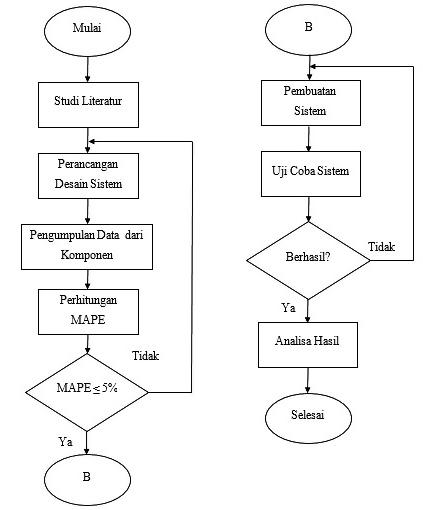 Mulai
Studi Literatur
Perancangan
Desain Sistem
Pengumpulan Data dari
Komponen
Perhitungan
MAPE
Tidak
MAPE ≤ 5%
Ya
B
B
Pembuatan
Sistem
Uji Coba Sistem
Tidak
Berhasil?
Ya
Analisa Hasil
Selesai